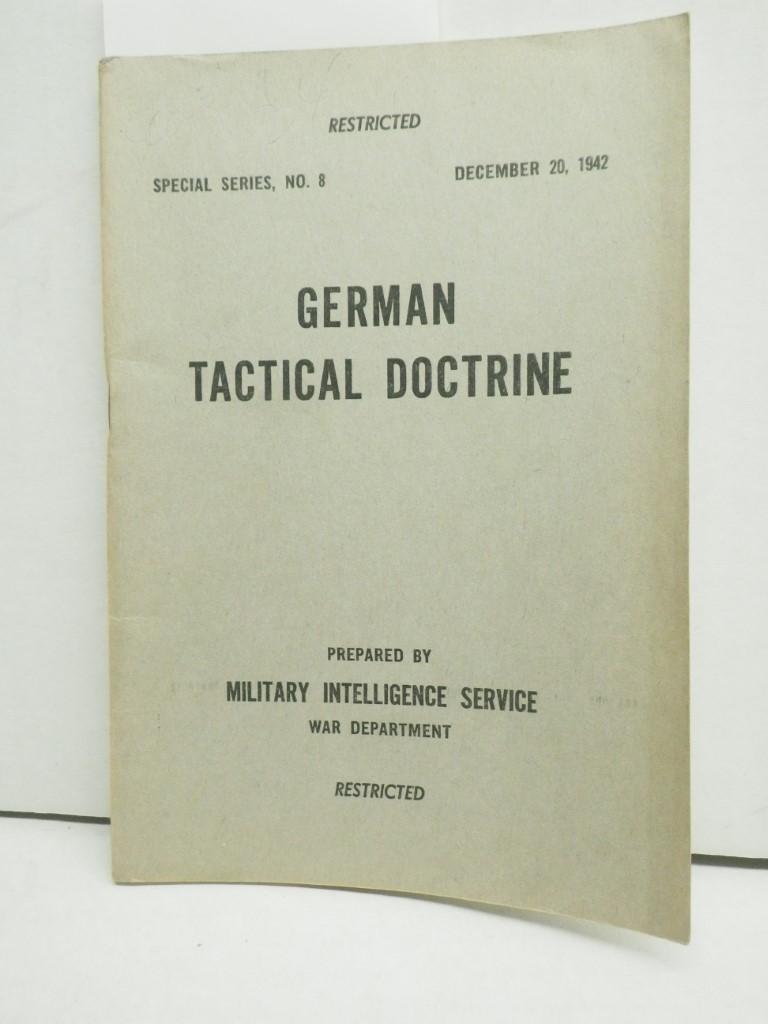 RESTRICTED
SPECIAL SERIES, NO. 8 DECEMBER 20, 1942
GERMAN
TACTICAL DOCTRINE
PREPARED BY
MILITARY INTELLIGENCE SERVICE
WAR DEPARTMENT
RESTRICTED